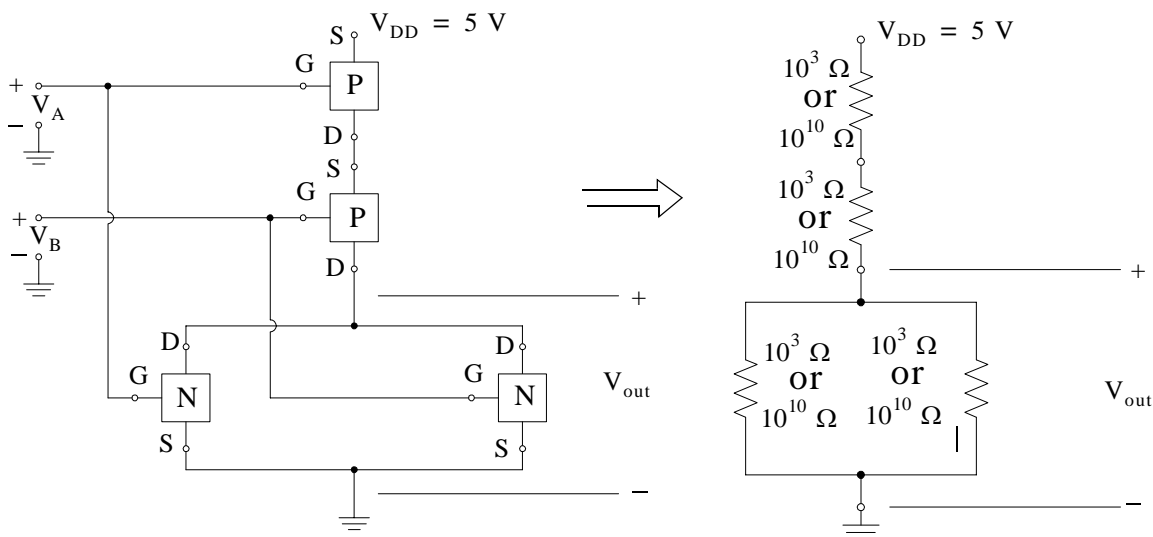 V_DD = 5 V
S
G
P
+
V_A
−
D
S
G
P
+
V_B
−
D
+
D
D
G
N
G
N
V_out
S
S
−
V_DD = 5 V
10^3 Ω
or
10^10 Ω
10^3 Ω
or
10^10 Ω
+
10^3 Ω
or
10^10 Ω
10^3 Ω
or
10^10 Ω
V_out
−